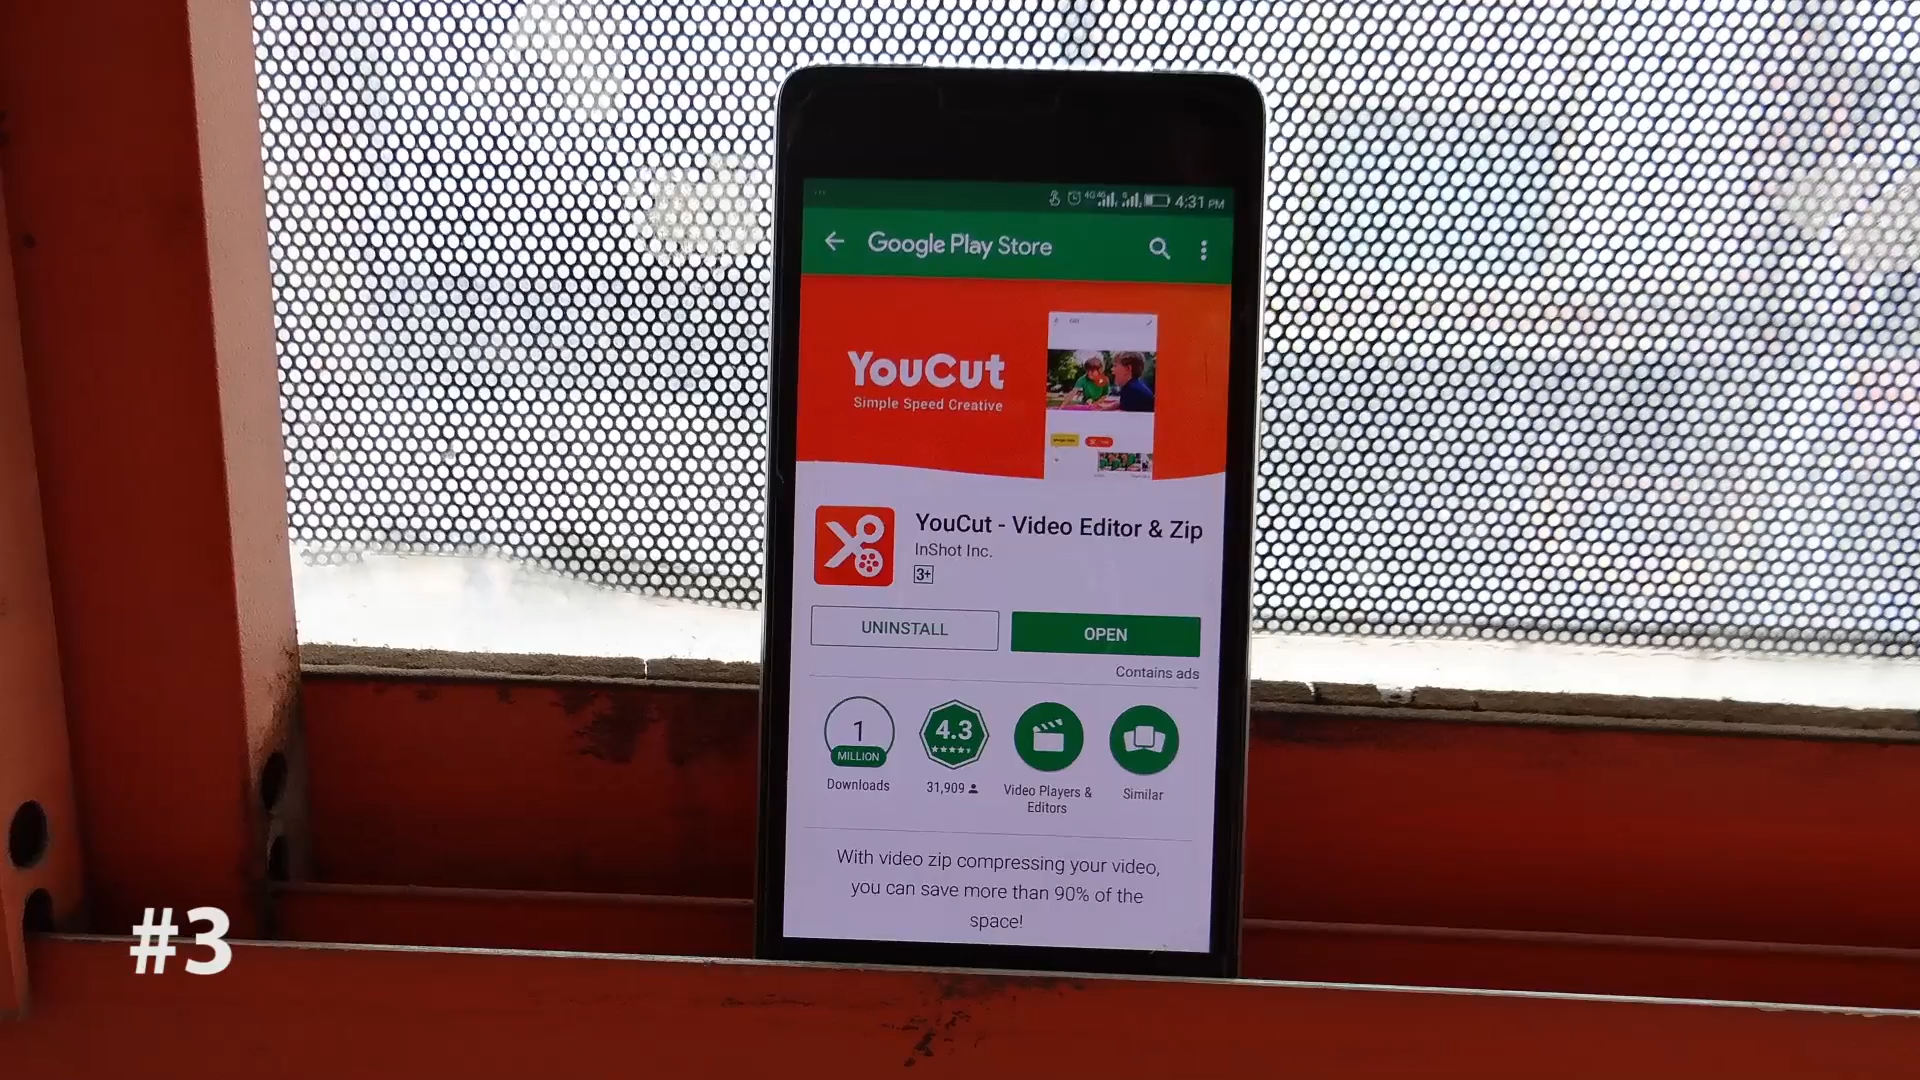 4:31 PM
Google Play Store
YouCut
Simple Speed Creative
YouCut - Video Editor & Zip
InShot Inc.
3+
UNINSTALL
OPEN
Contains ads
1
MILLION
Downloads
4.3
31,909
Video Players &
Editors
Similar
With video zip compressing your video,
you can save more than 90% of the
space!
#3